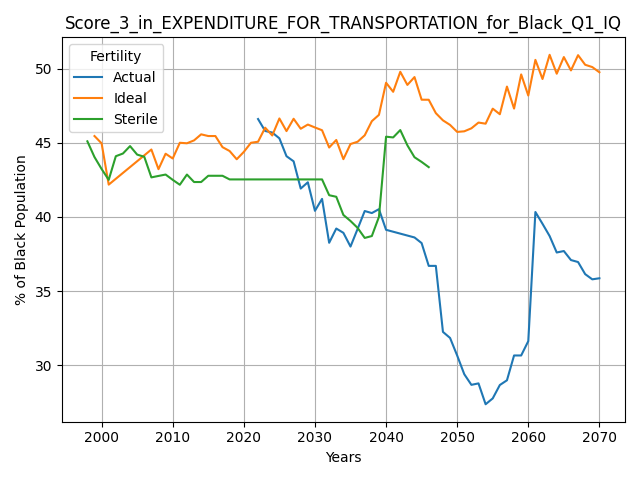 Score_3_in_EXPENDITURE_FOR_TRANSPORTATION_for_Black_Q1_IQ
Fertility
Actual
Ideal
Sterile
% of Black Population
50
45
40
35
30
2000 2010 2020 2030 2040 2050 2060 2070
Years